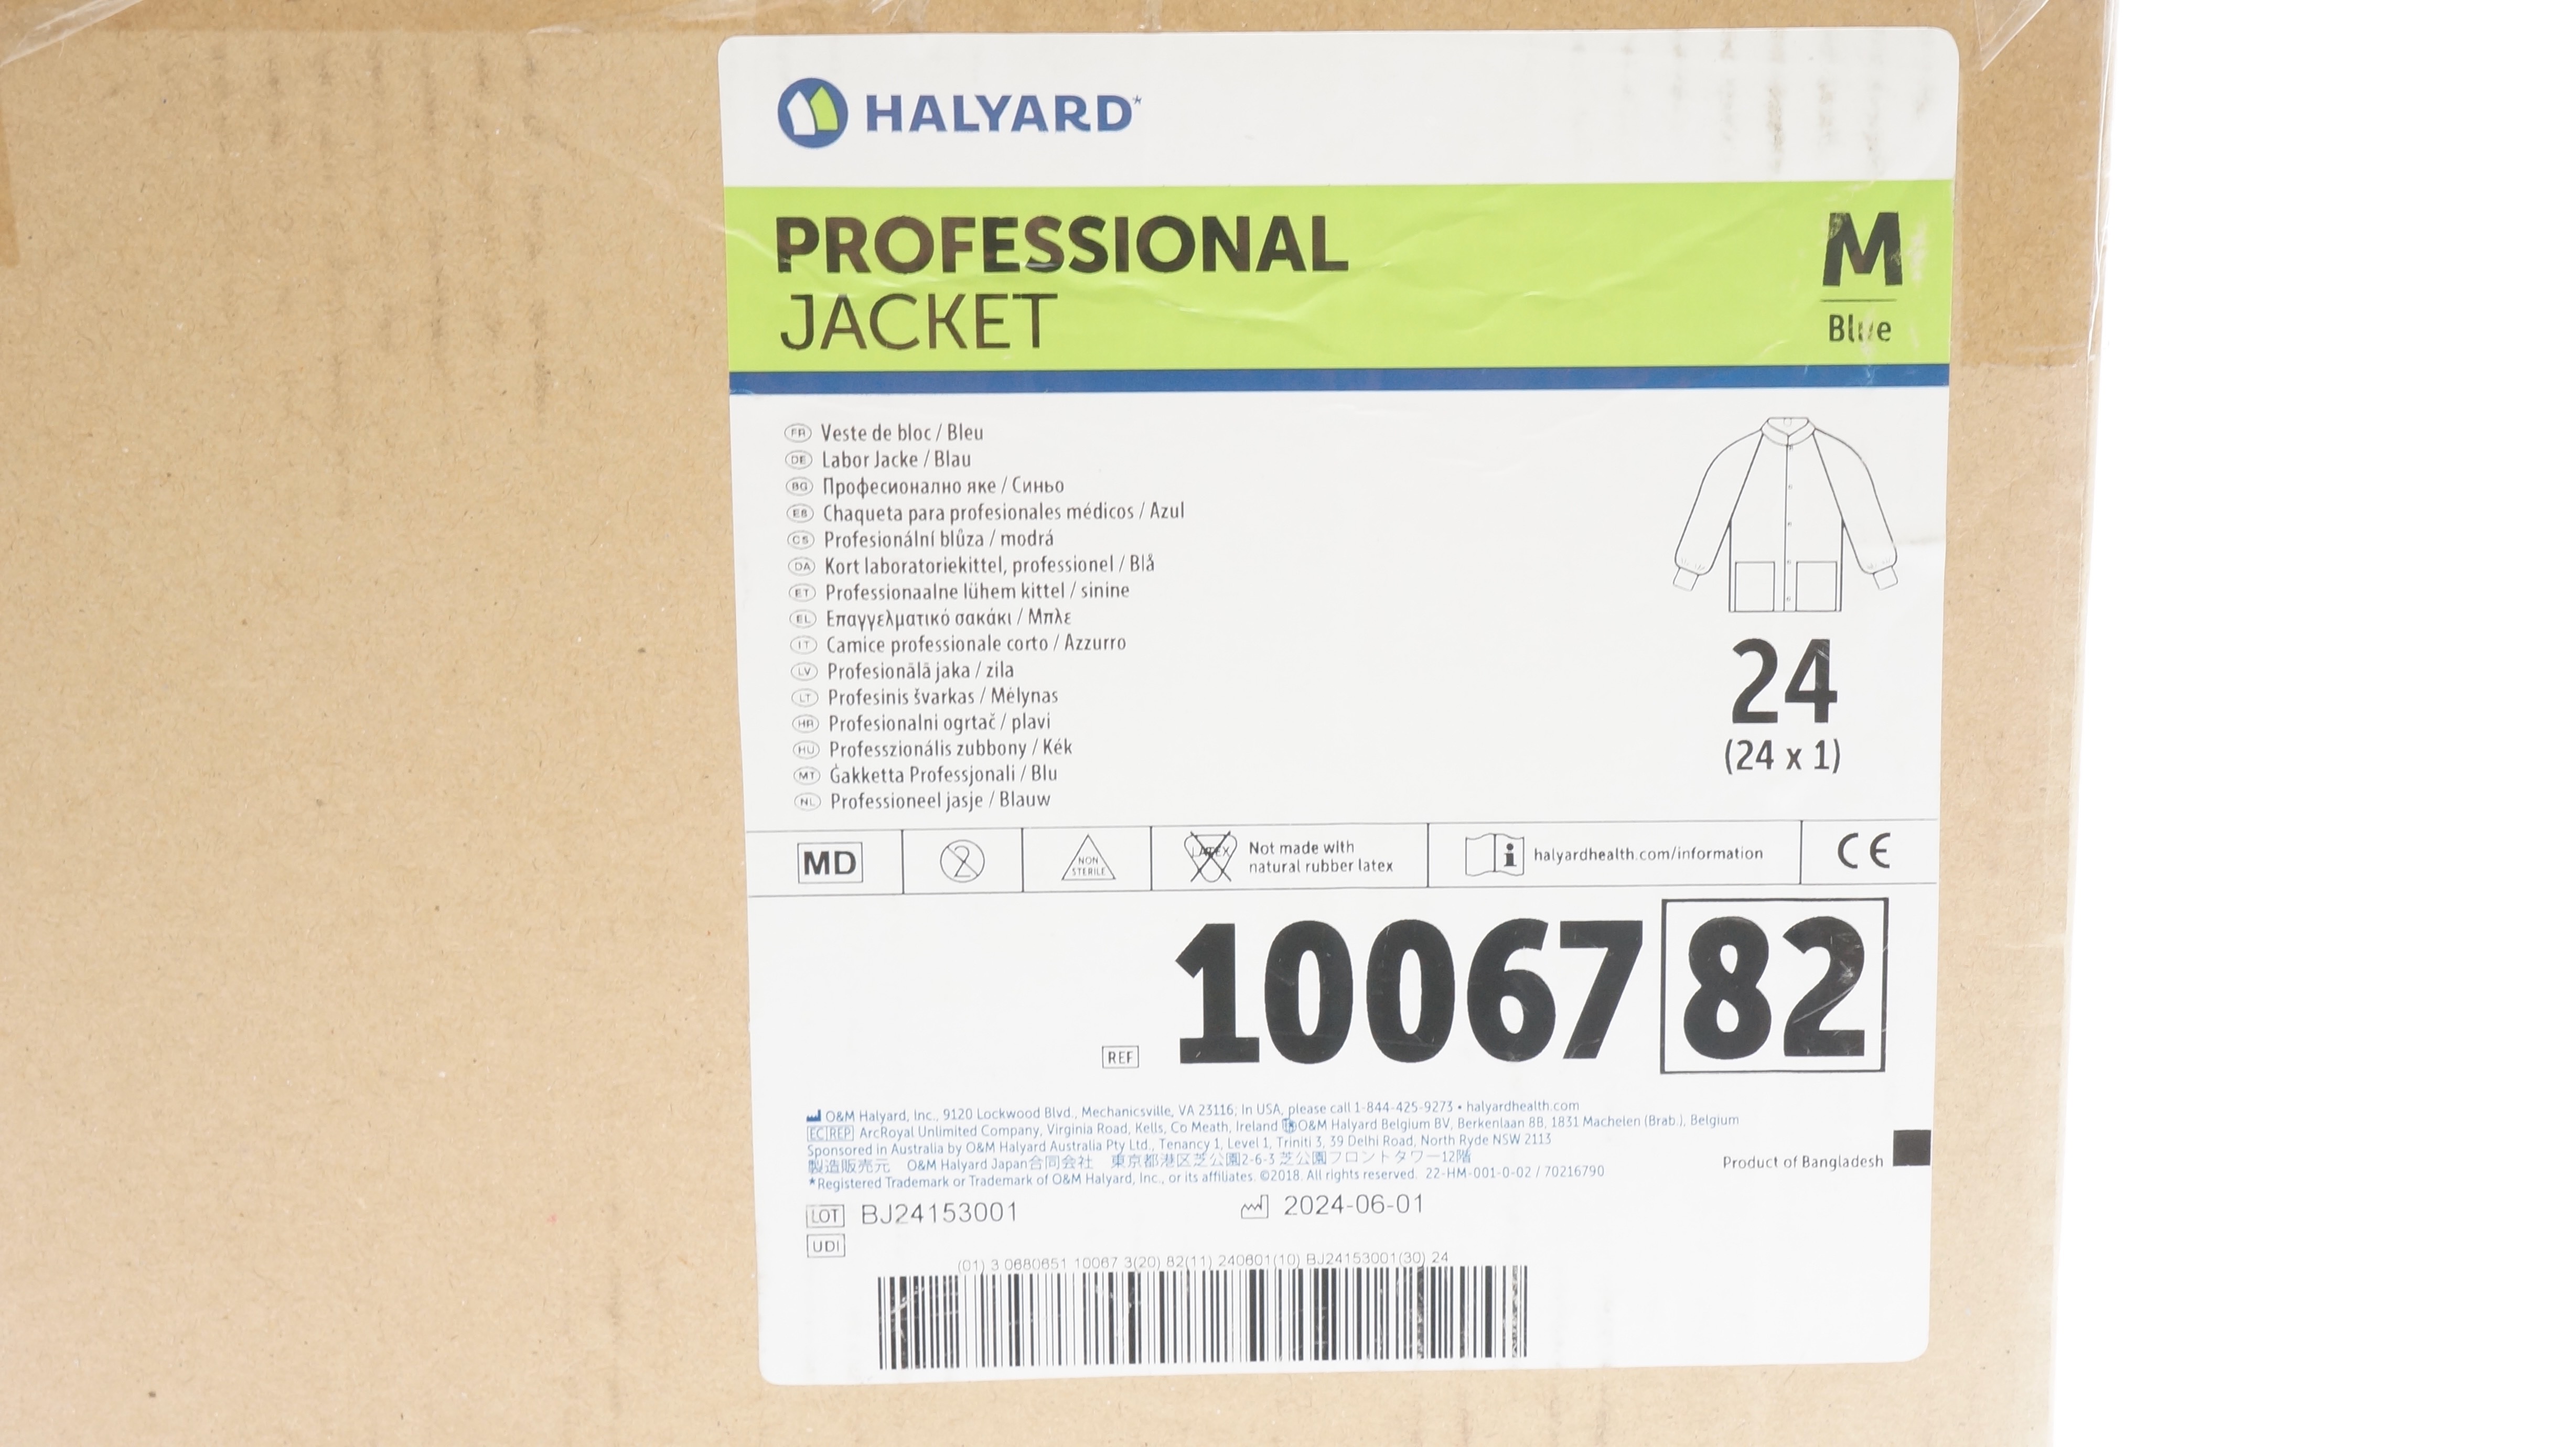 HALYARD*
PROFESSIONAL
JACKET
M
Blue
FR Veste de bloc / Bleu
DE Labor Jacke / Blau
BG Професионално яке / Синьо
ES Chaqueta para profesionales médicos / Azul
CS Profesionální blůza / modrá
DA Kort laboratoriekittel, professionel / Blå
ET Professionaalne lühem kittel / sinine
EL Επαγγελματικό σακάκι / Μπλε
IT Camice professionale corto / Azzurro
LV Profesionālā jaka / zila
LT Profesinis švarkas / Mėlynas
HR Profesionalni ogrtač / plavi
HU Professzionális zubbony / Kék
MT Ġakketta Professjonali / Blu
NL Professioneel jasje / Blauw
24
(24 x 1)
MD
2
NON
STERILE
LATEX
Not made with
natural rubber latex
i
halyardhealth.com/information
CE
REF 1006782
O&M Halyard, Inc., 9120 Lockwood Blvd., Mechanicsville, VA 23116; In USA, please call 1-844-425-9273 • halyardhealth.com
EC REP ArcRoyal Unlimited Company, Virginia Road, Kells, Co Meath, Ireland O&M Halyard Belgium BV, Berkenlaan 8B, 1831 Machelen (Brab.), Belgium
Sponsored in Australia by O&M Halyard Australia Pty Ltd., Tenancy 1, Level 1, Triniti 3, 39 Delhi Road, North Ryde NSW 2113
製造販売元 O&M Halyard Japan合同会社 東京都港区芝公園2-6-3 芝公園フロントタワー12階
*Registered Trademark or Trademark of O&M Halyard, Inc., or its affiliates. ©2018. All rights reserved. 22-HM-001-0-02 / 70216790
Product of Bangladesh
LOT BJ24153001
2024-06-01
UDI
(01) 3 0680651 10067 3(20) 82(11) 240601(10) BJ24153001(30) 24